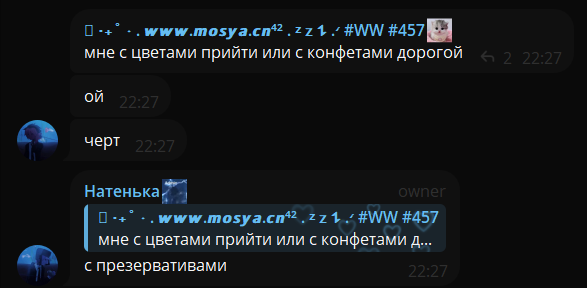 ▯ ‧₊˚ ⋅ . 𝙬𝙬𝙬.𝙢𝙤𝙨𝙮𝙖.𝙘𝙣⁴² . ᶻ 𝗓 𐰁 .ᐟ #WW #457
мне с цветами прийти или с конфетами дорогой
2 22:27
ой 22:27
черт 22:27
Натенька owner
▯ ‧₊˚ ⋅ . 𝙬𝙬𝙬.𝙢𝙤𝙨𝙮𝙖.𝙘𝙣⁴² . ᶻ 𝗓 𐰁 .ᐟ #WW #457
мне с цветами прийти или с конфетами д...
с презервативами 22:27